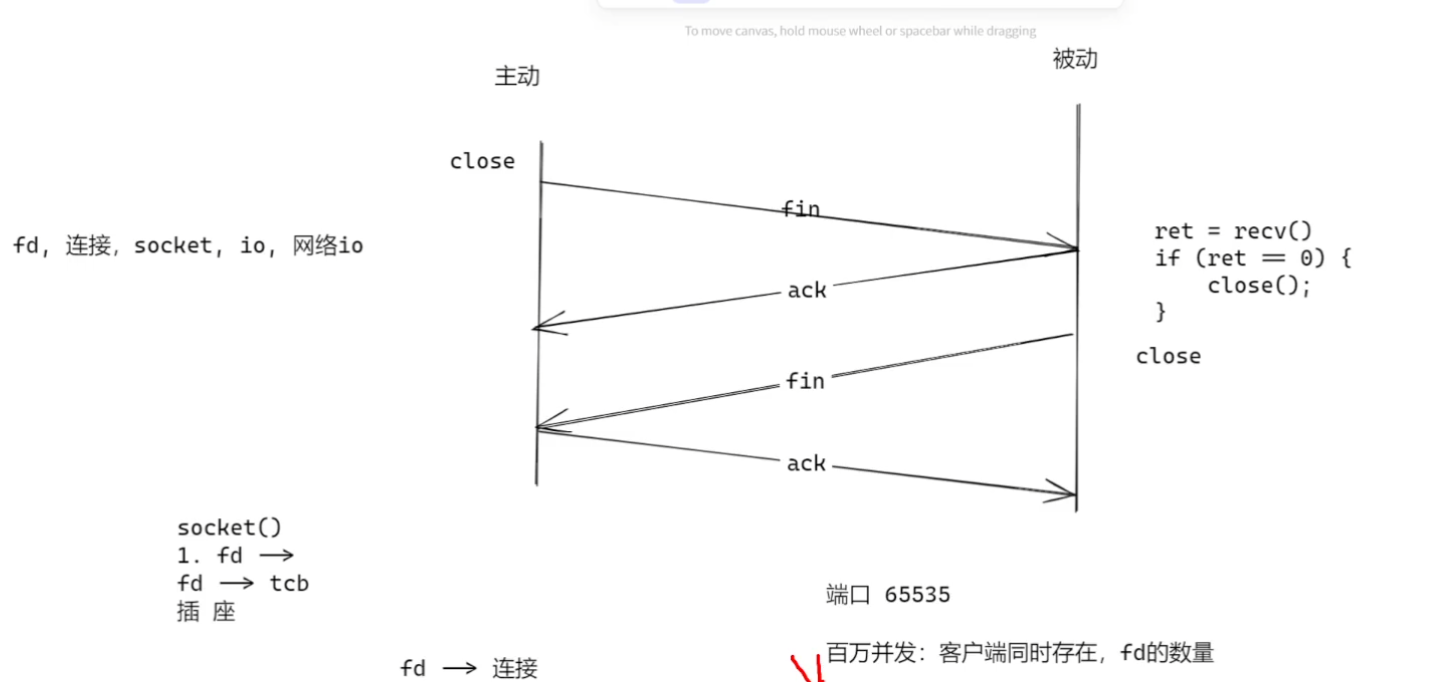 To move canvas, hold mouse wheel or spacebar while dragging
主动
被动
close
fin
fd, 连接, socket, io, 网络io
ret = recv()
if (ret == 0) {
close();
}
ack
close
fin
ack
socket()
1. fd →
fd → tcb
插 座
端口 65535
百万并发：客户端同时存在，fd的数量
fd → 连接